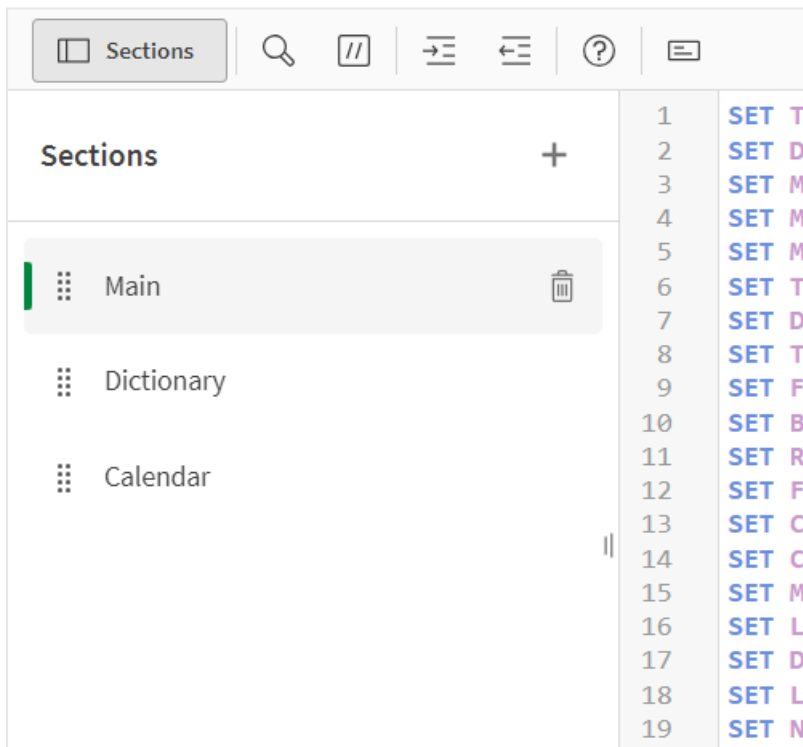 Sections
//
?
Sections
Main
Dictionary
Calendar
1 SET T
2 SET D
3 SET M
4 SET M
5 SET M
6 SET T
7 SET D
8 SET T
9 SET F
10 SET B
11 SET R
12 SET F
13 SET C
14 SET C
15 SET M
16 SET L
17 SET D
18 SET L
19 SET N